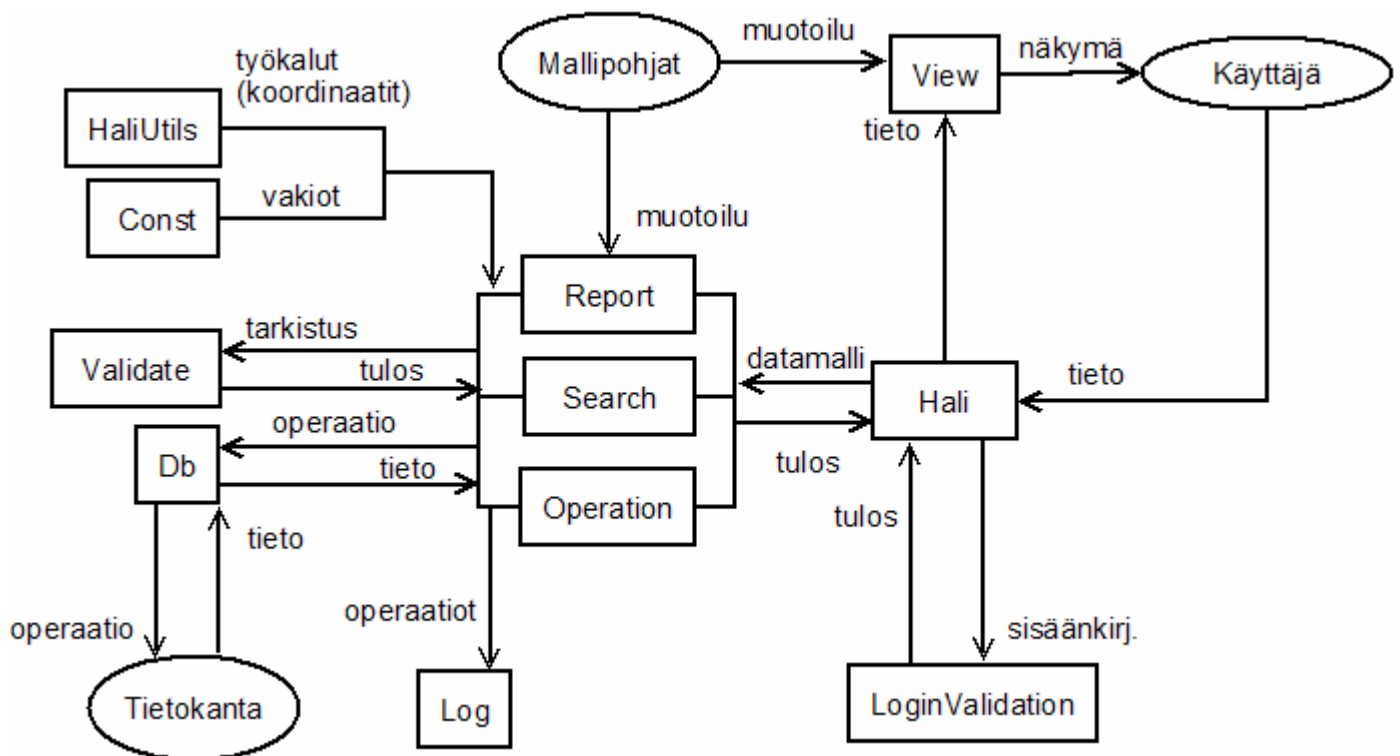 muotoilu
työkalut
(koordinaatit)
Mallipohjat
View
näkymä
Käyttäjä
HaliUtils
tieto
vakiot
Const
muotoilu
Report
tarkistus
datamalli
Validate
tulos
Search
Hali
tieto
operaatio
Db
tieto
tulos
Operation
tulos
tieto
operaatiot
operaatio
sisäänkirj.
Tietokanta
Log
LoginValidation